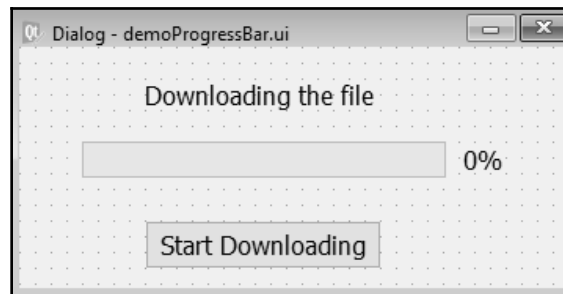 Dialog - demoProgressBar.ui
Downloading the file
0%
Start Downloading